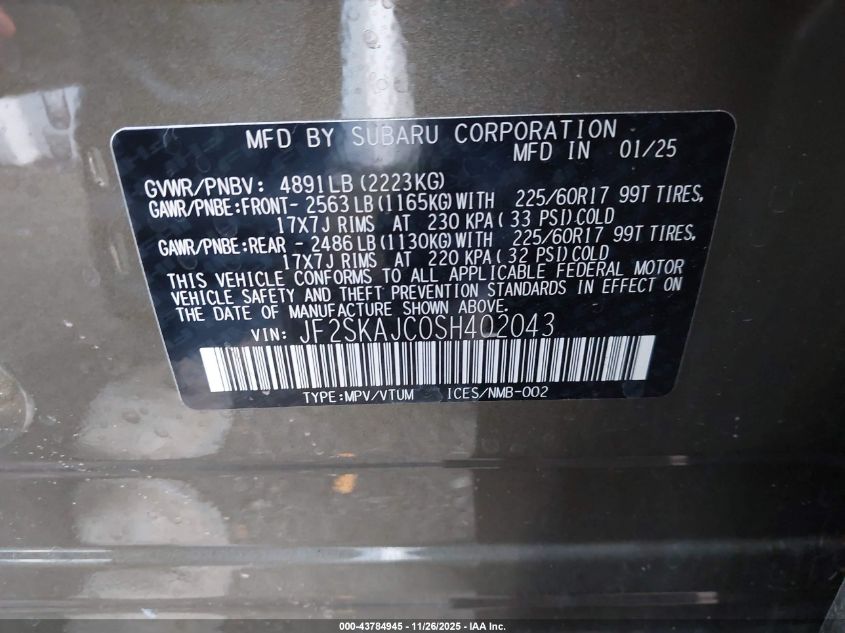 MFD BY SUBARU CORPORATION
MFD IN 01/25
GVWR/PNBV: 4891LB(2223KG)
GAWR/PNBE:FRONT- 2563LB(1165KG)WITH 225/60R17 99T TIRES,
17X7J RIMS AT 230 KPA(33 PSI)COLD
GAWR/PNBE:REAR - 2486LB(1130KG)WITH 225/60R17 99T TIRES,
17X7J RIMS AT 220 KPA(32 PSI)COLD
THIS VEHICLE CONFORMS TO ALL APPLICABLE FEDERAL MOTOR
VEHICLE SAFETY AND THEFT PREVENTION STANDARDS IN EFFECT ON
THE DATE OF MANUFACTURE SHOWN ABOVE.
VIN: JF2SKAJC0SH402043
TYPE:MPV/VTUM ICES/NMB-002
000-43784945 - 11/26/2025 - IAA Inc.